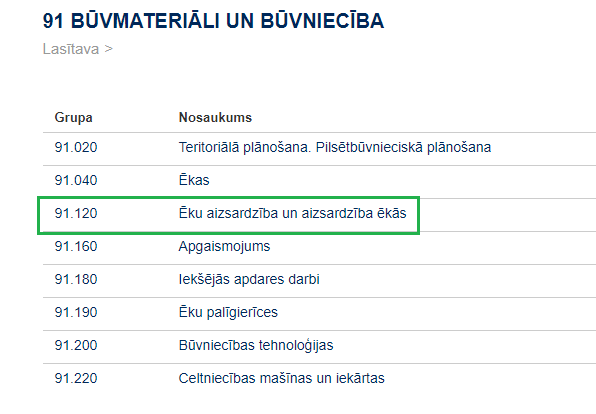 91 BŪVMATERIĀLI UN BŪVNIECĪBA
Lasītava >
Grupa Nosaukums
91.020 Teritoriālā plānošana. Pilsētbūvnieciskā plānošana
91.040 Ēkas
91.120 Ēku aizsardzība un aizsardzība ēkās
91.160 Apgaismojums
91.180 Iekšējās apdares darbi
91.190 Ēku palīgierīces
91.200 Būvniecības tehnoloģijas
91.220 Celtniecības mašīnas un iekārtas